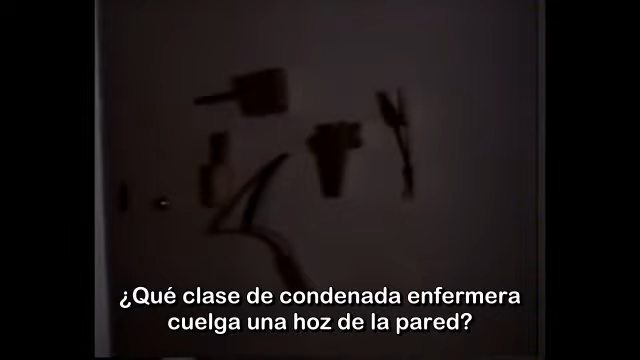 ¿Qué clase de condenada enfermera
cuelga una hoz de la pared?